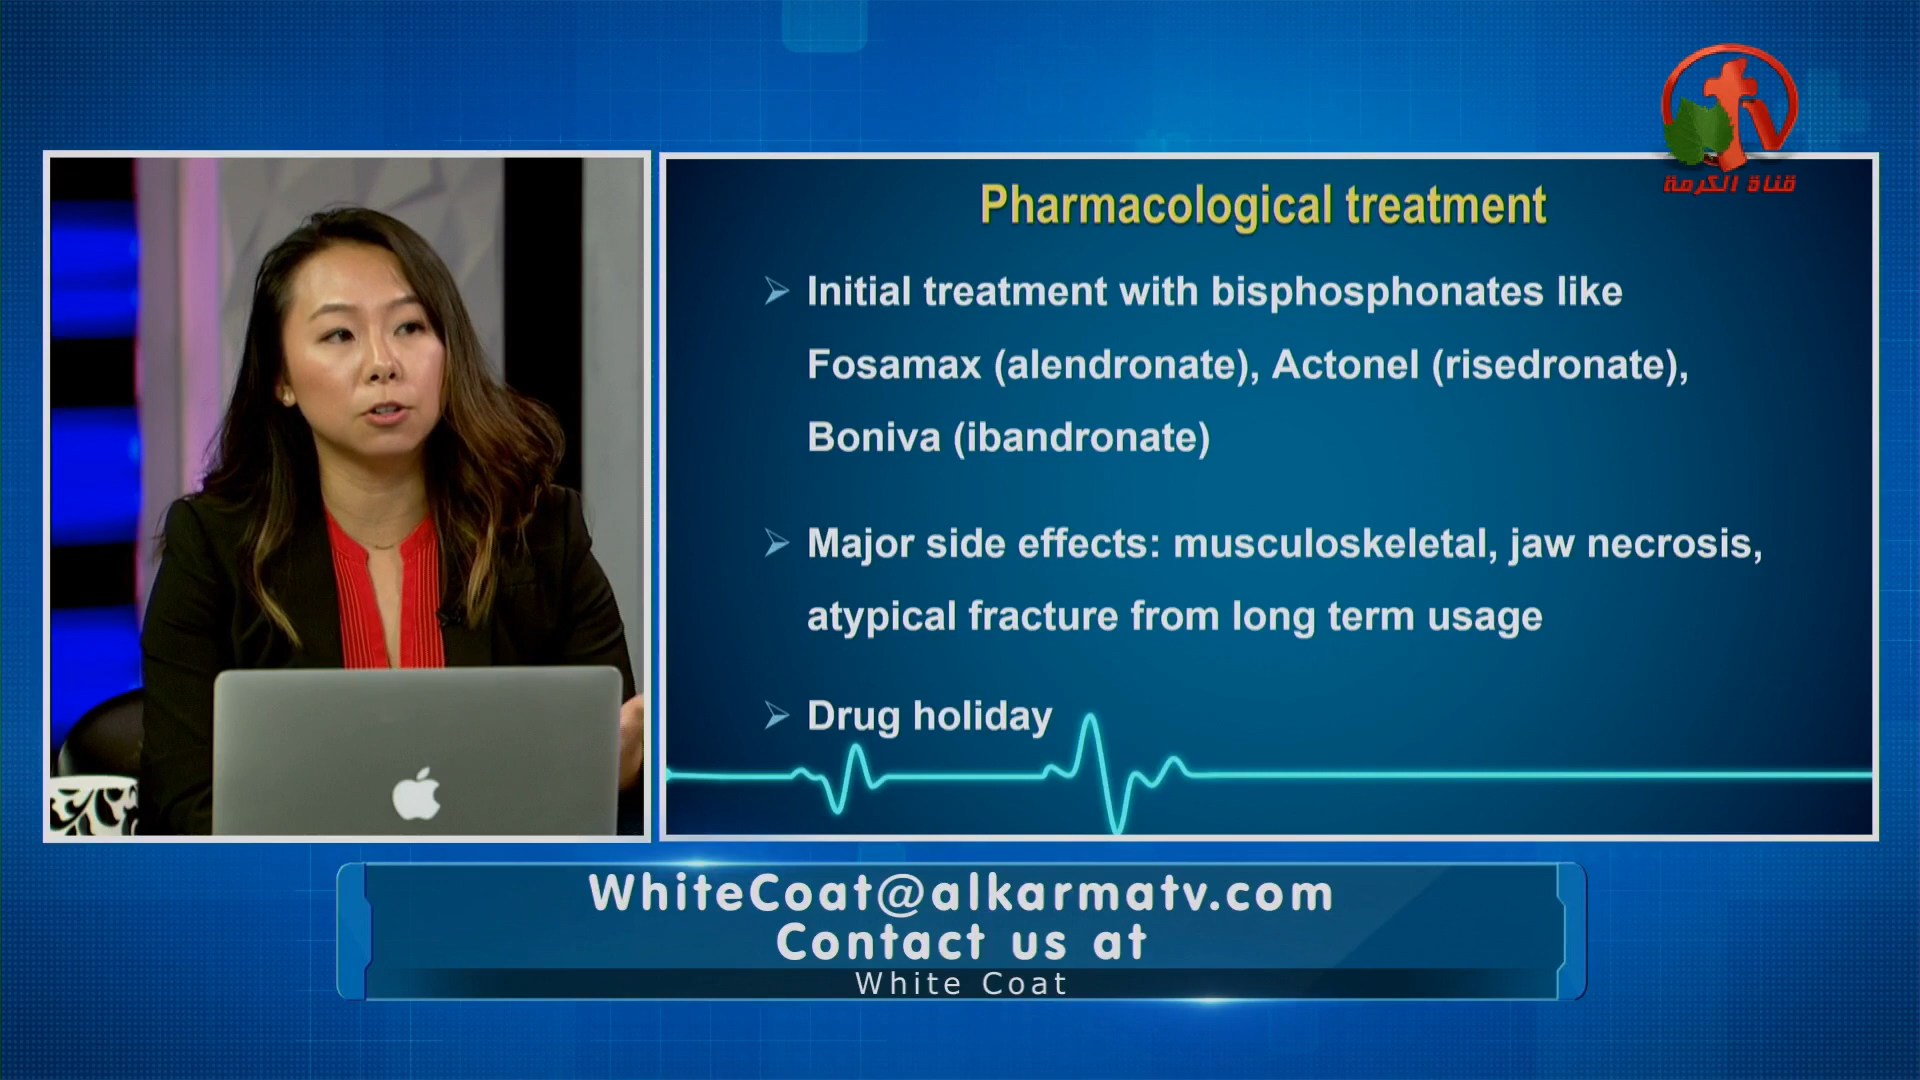 tv
قناة الكرمة
Pharmacological treatment
Initial treatment with bisphosphonates like
Fosamax (alendronate), Actonel (risedronate),
Boniva (ibandronate)
Major side effects: musculoskeletal, jaw necrosis,
atypical fracture from long term usage
Drug holiday
WhiteCoat@alkarmatv.com
Contact us at
White Coat